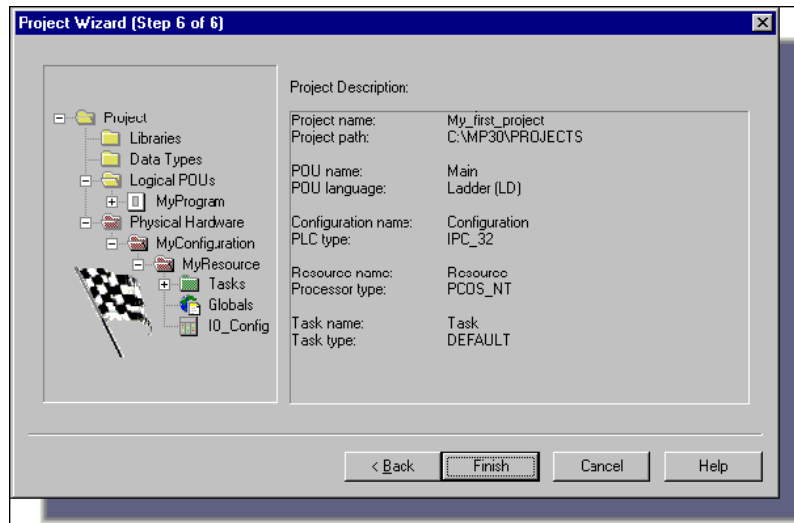 Project Wizard (Step 6 of 6)
Project
Libraries
Data Types
Logical POUs
MyProgram
Physical Hardware
MyConfiguration
MyResource
Tasks
Globals
IO_Config
Project Description:
Project name: My_first_project
Project path: C:\MP30\PROJECTS
POU name: Main
POU language: Ladder (LD)
Configuration name: Configuration
PLC type: IPC_32
Resource name: Resource
Processor type: PCOS_NT
Task name: Task
Task type: DEFAULT
< Back Finish Cancel Help